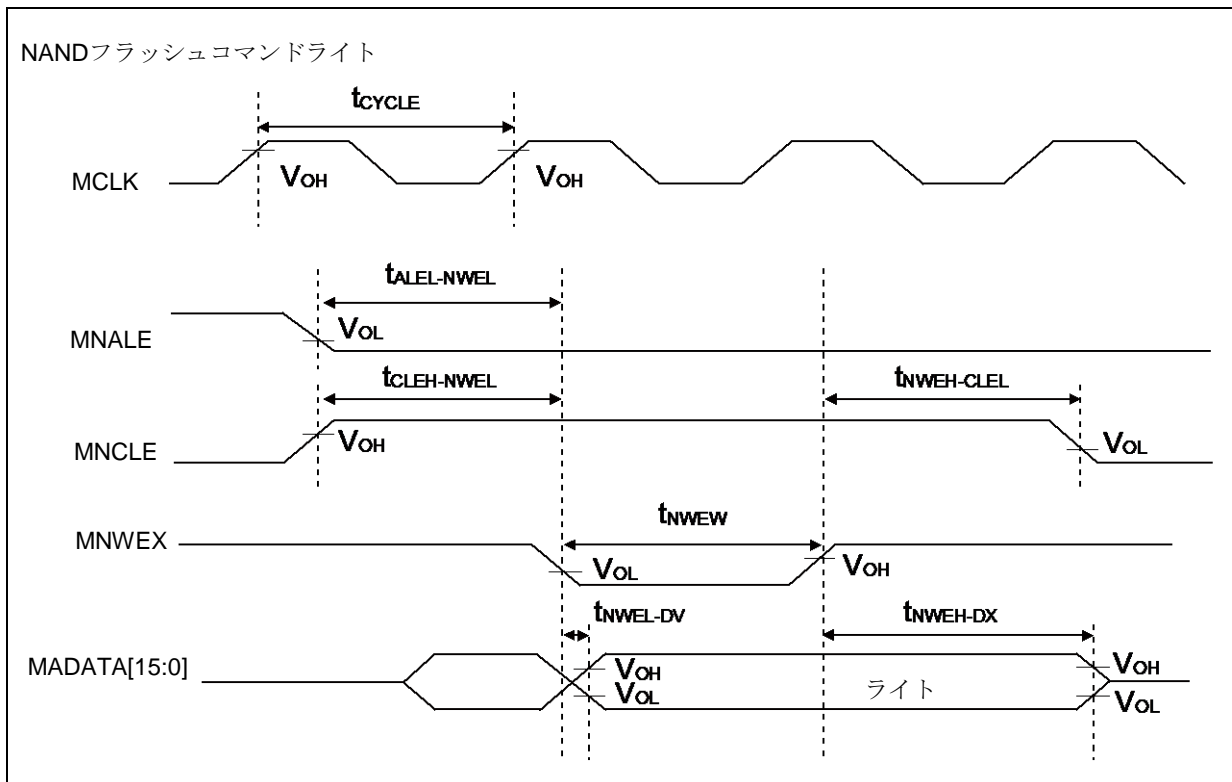 NANDフラッシュコマンドライト
tCYCLE
MCLK
VOH
VOH
tALEL-NWEL
MNALE
VOL
tCLEH-NWEL
tNWEH-CLEL
MNCLE
VOH
VOL
tNWEW
MNWEX
VOL
VOH
tNWEL-DV
tNWEH-DX
MADATA[15:0]
VOH
VOL
ライト
VOH
VOL